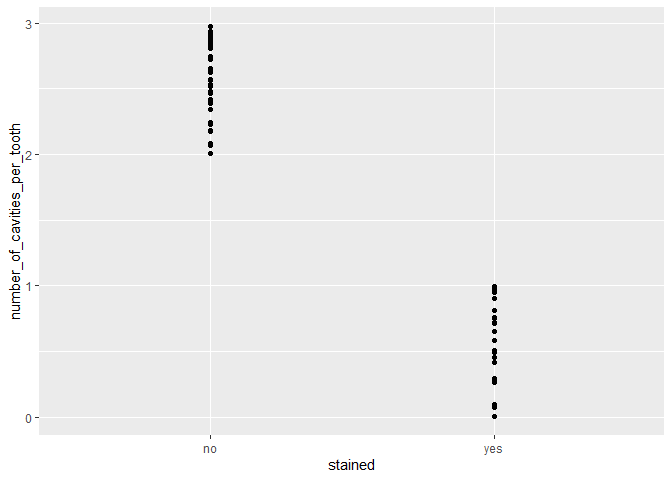 number_of_cavities_per_tooth
3
2
1
0
no yes
stained